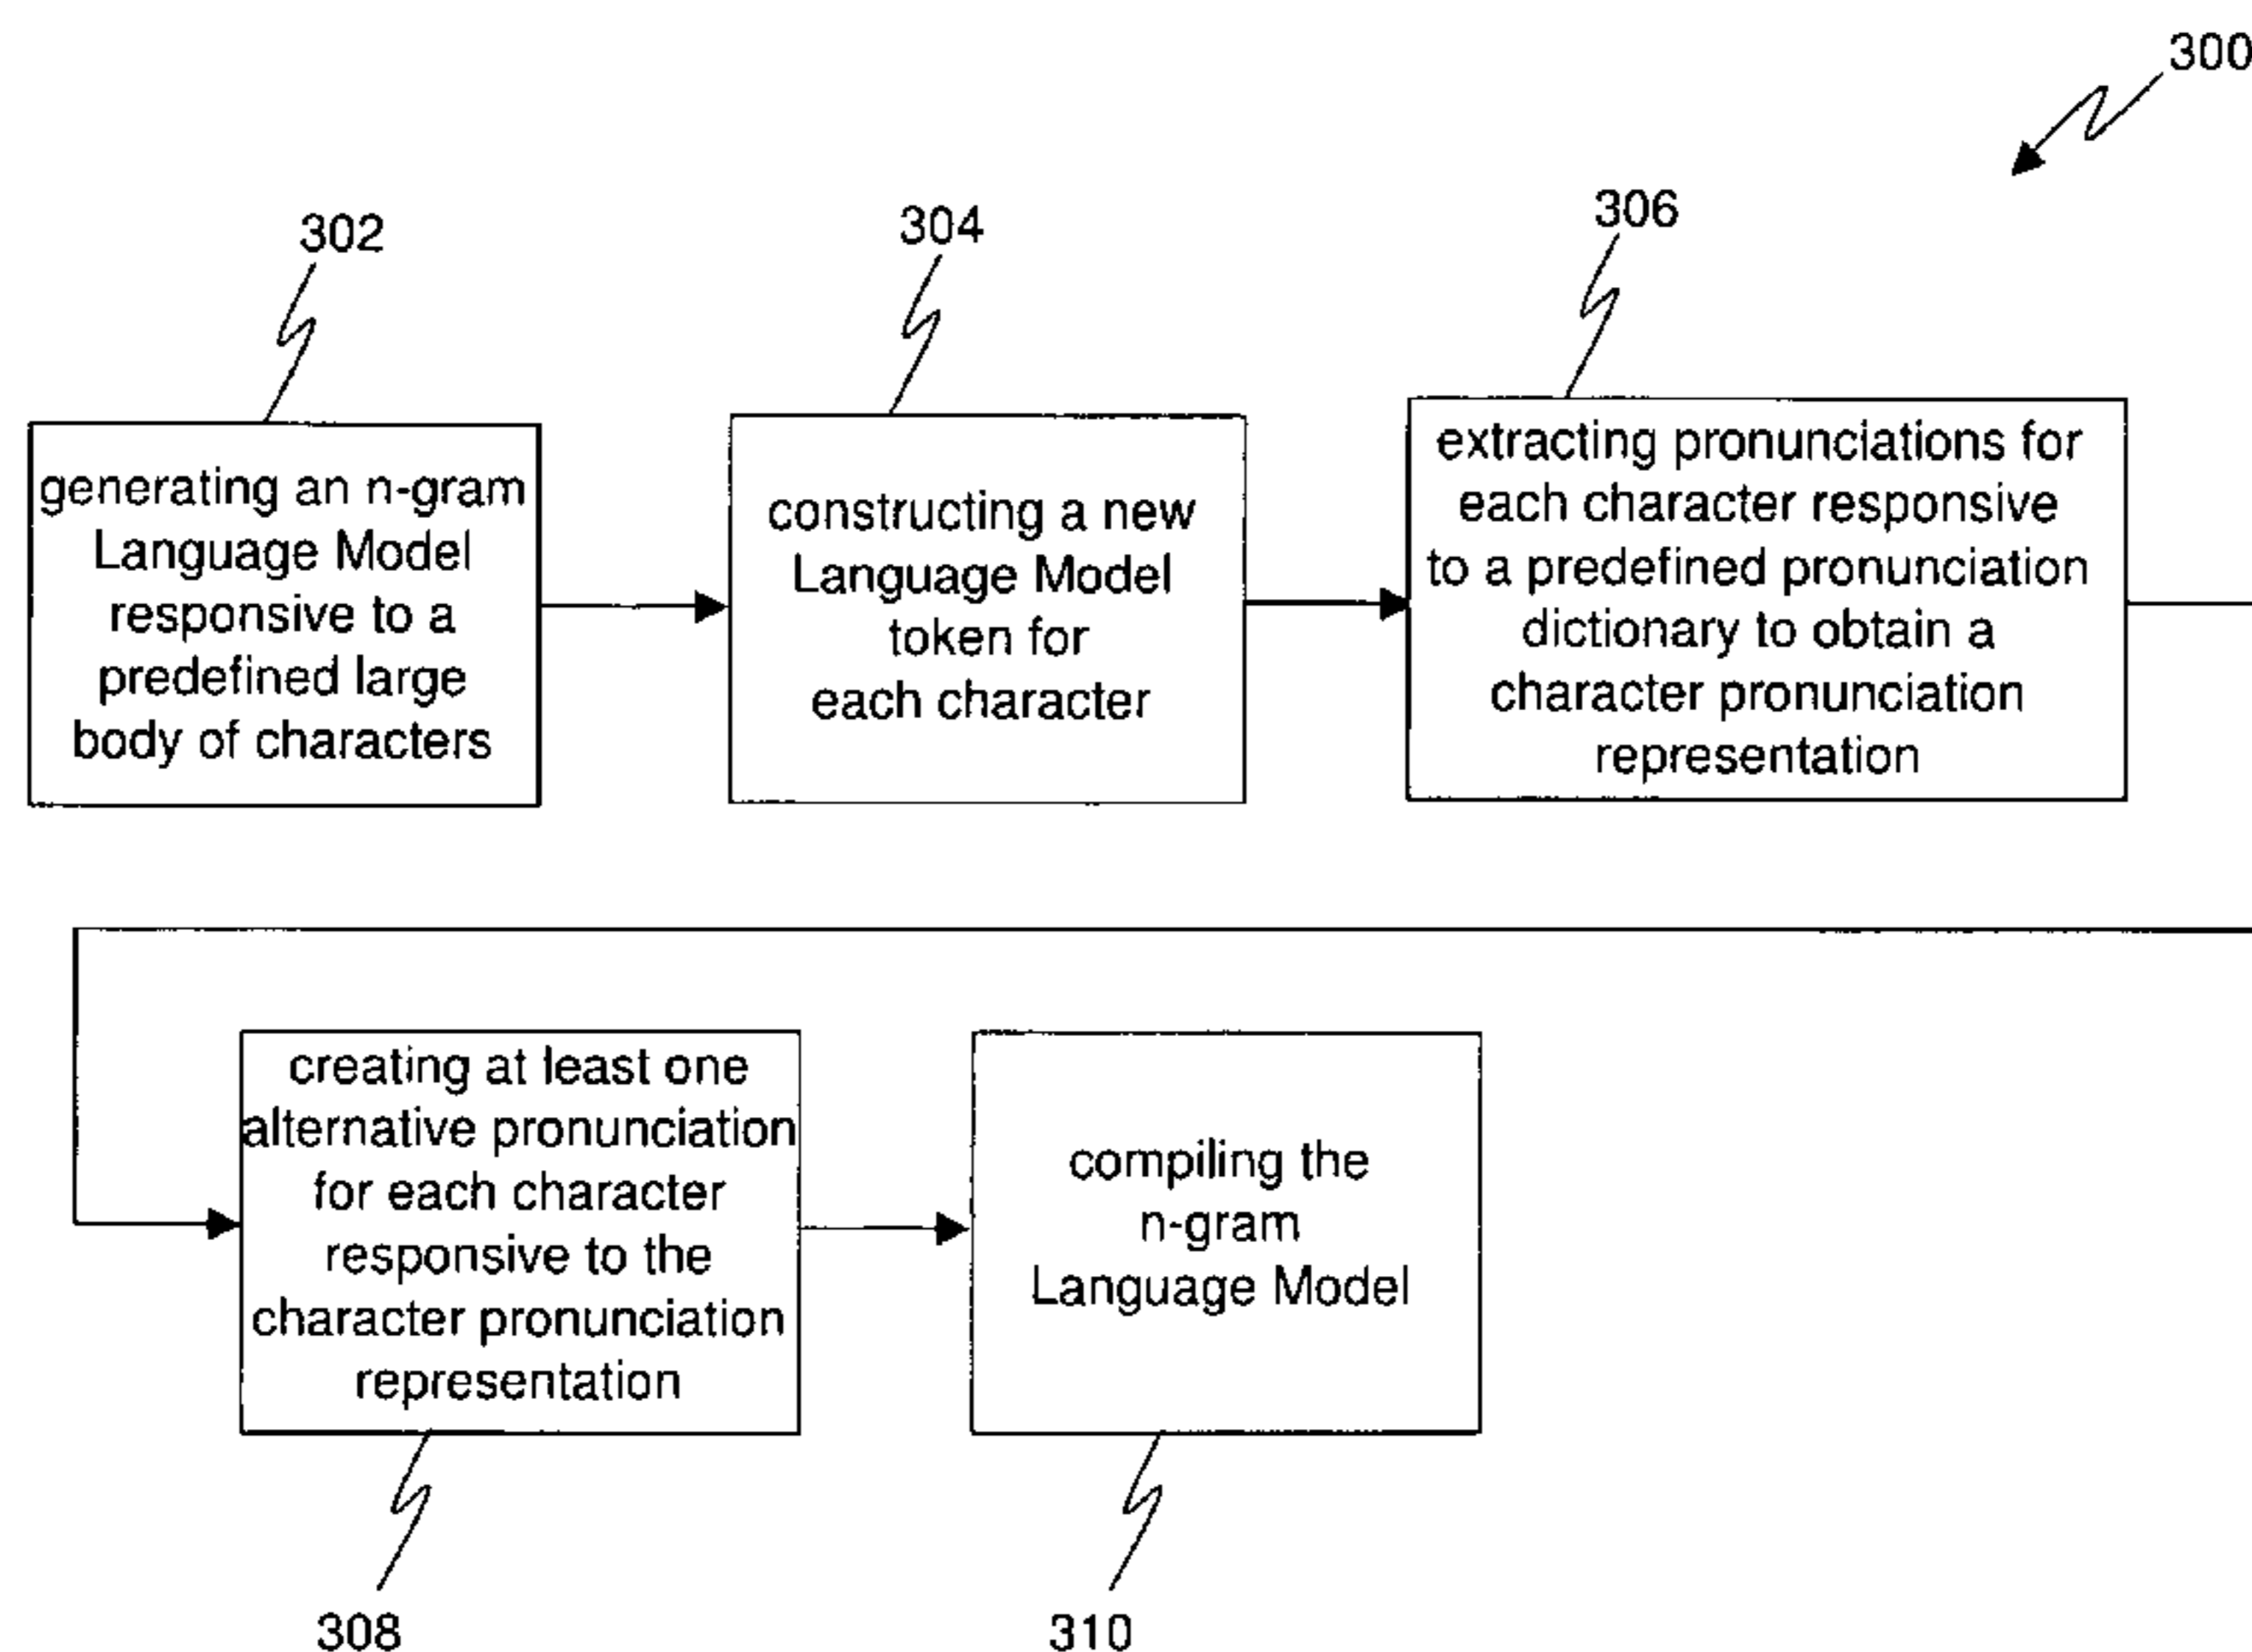 300
302
304
306
generating an n-gram
Language Model
responsive to a
predefined large
body of characters
constructing a new
Language Model
token for
each character
extracting pronunciations for
each character responsive
to a predefined pronunciation
dictionary to obtain a
character pronunciation
representation
creating at least one
alternative pronunciation
for each character
responsive to the
character pronunciation
representation
compiling the
n-gram
Language Model
308
310